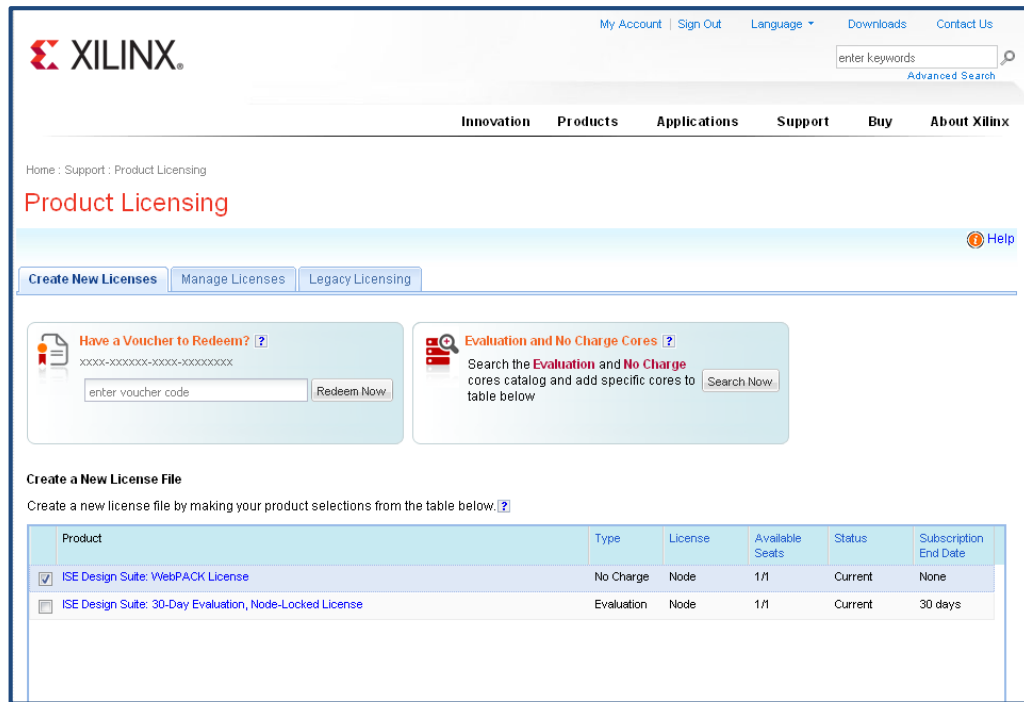 My Account | Sign Out Language Downloads Contact Us
XILINX®
enter keywords
Advanced Search
Innovation Products Applications Support Buy About Xilinx
Home : Support : Product Licensing
Product Licensing
Help
Create New Licenses Manage Licenses Legacy Licensing
Have a Voucher to Redeem? ?
xxxx-xxxxxx-xxxx-xxxxxxxx
enter voucher code Redeem Now
Evaluation and No Charge Cores ?
Search the Evaluation and No Charge
cores catalog and add specific cores to
table below
Search Now
Create a New License File
Create a new license file by making your product selections from the table below. ?
Product Type License Available Seats Status Subscription End Date
ISE Design Suite: WebPACK License No Charge Node 1/1 Current None
ISE Design Suite: 30-Day Evaluation, Node-Locked License Evaluation Node 1/1 Current 30 days